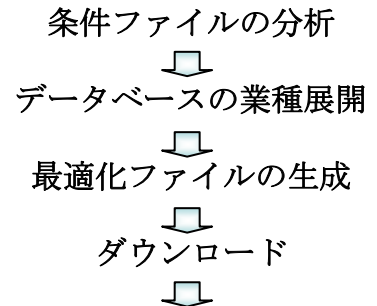 条件ファイルの分析
データベースの業種展開
最適化ファイルの生成
ダウンロード